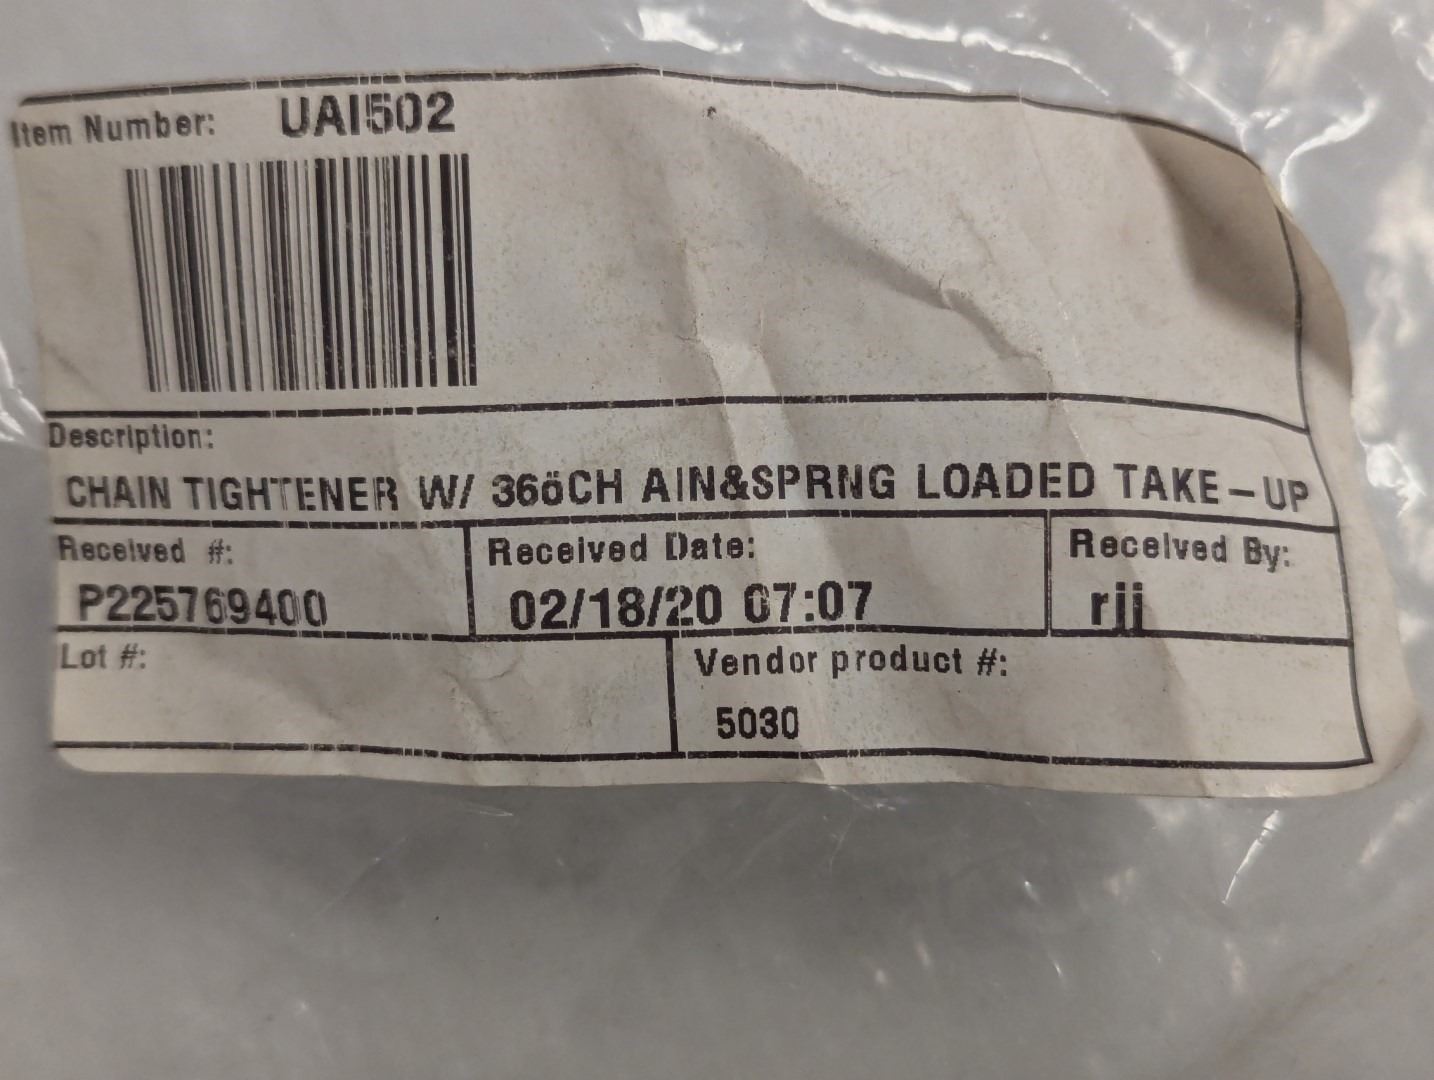 Item Number: UAI502
Description:
CHAIN TIGHTENER W/ 36öCH AIN&SPRNG LOADED TAKE-UP
Received #: Received Date: Received By:
P225769400 02/18/20 07:07 rjj
Lot #: Vendor product #:
5030